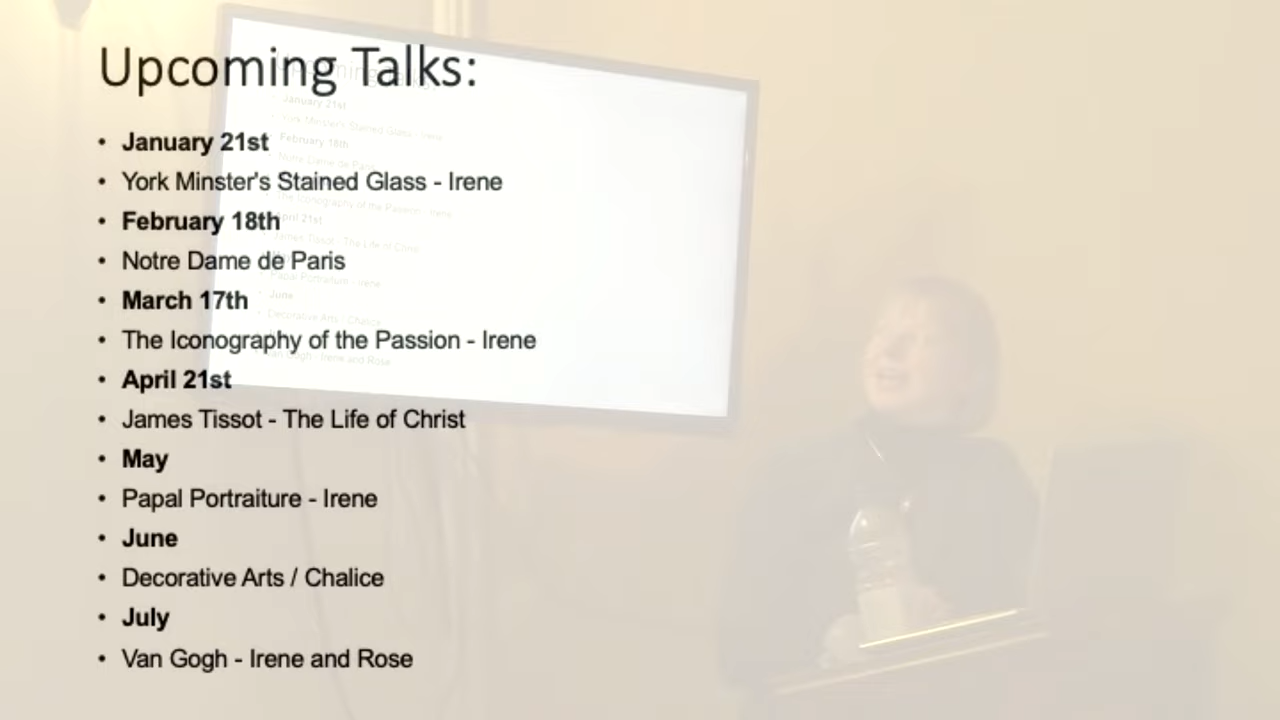 Upcoming Talks:
• January 21st
• York Minster's Stained Glass - Irene
• February 18th
• Notre Dame de Paris
• March 17th
• The Iconography of the Passion - Irene
• April 21st
• James Tissot - The Life of Christ
• May
• Papal Portraiture - Irene
• June
• Decorative Arts / Chalice
• July
• Van Gogh - Irene and Rose